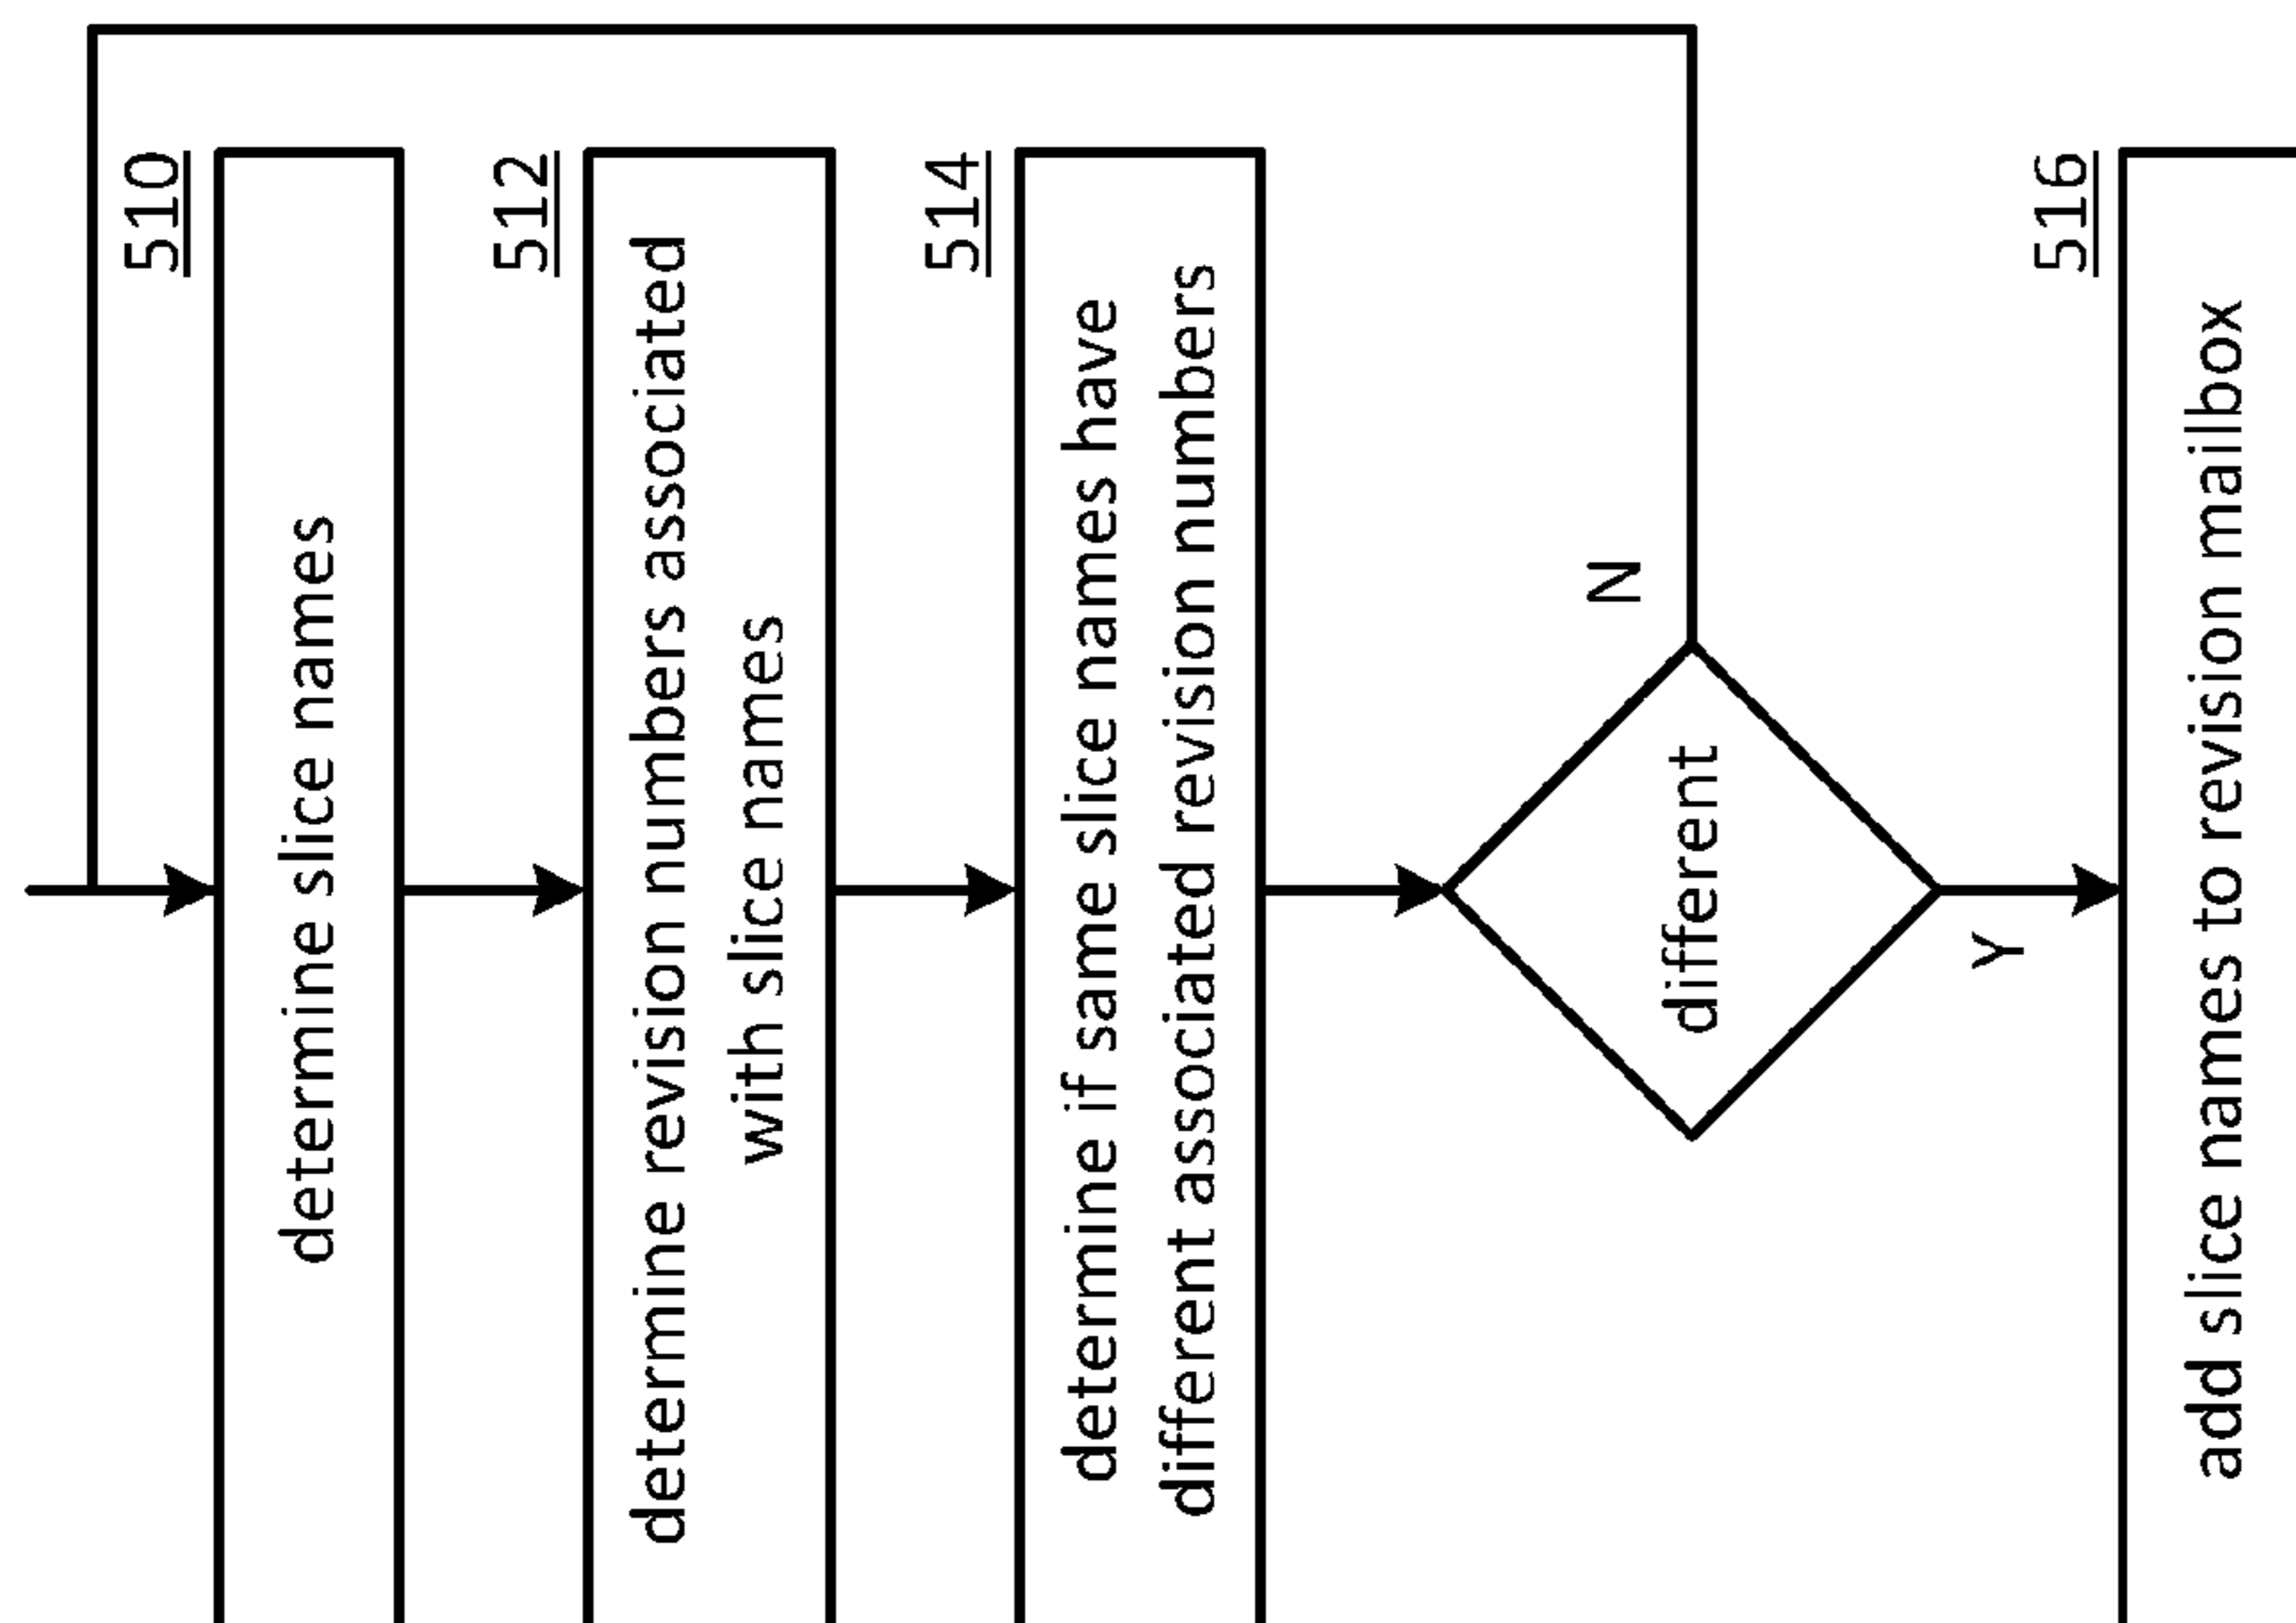 510
determine slice names
512
determine revision numbers associated
with slice names
514
determine if same slice names have
different associated revision numbers
different
N
Y
516
add slice names to revision mailbox